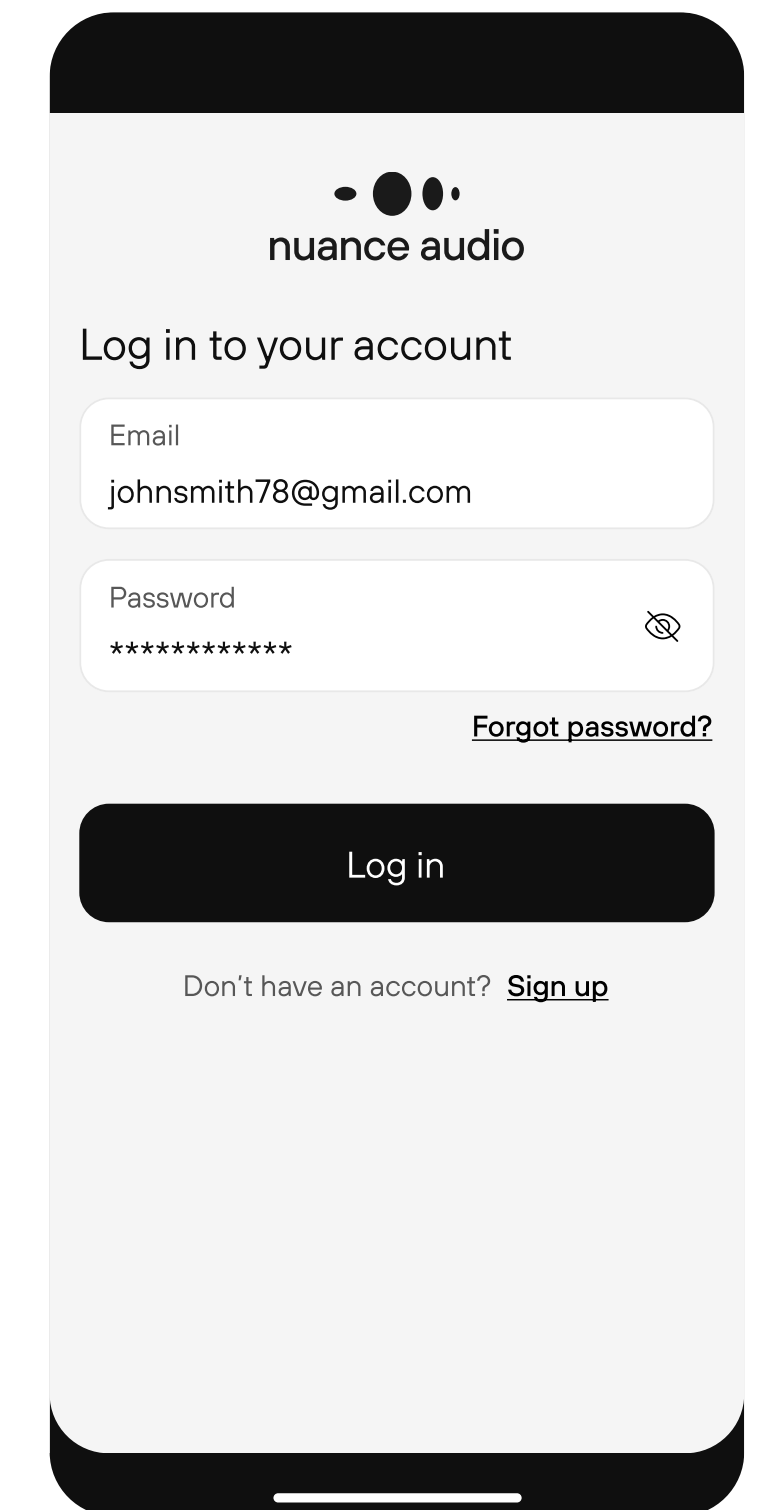 nuance audio
Log in to your account
Email
johnsmith78@gmail.com
Password
************
Forgot password?
Log in
Don't have an account? Sign up